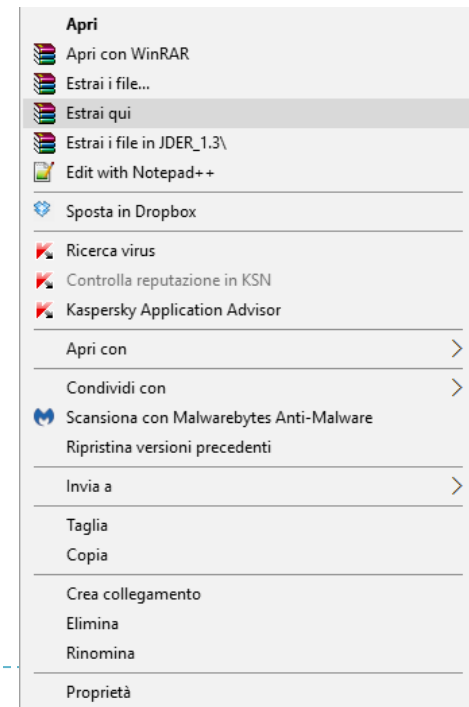 Apri
Apri con WinRAR
Estrai i file...
Estrai qui
Estrai i file in JDER_1.3\
Edit with Notepad++
Sposta in Dropbox
Ricerca virus
Controlla reputazione in KSN
Kaspersky Application Advisor
Apri con
Condividi con
Scansiona con Malwarebytes Anti-Malware
Ripristina versioni precedenti
Invia a
Taglia
Copia
Crea collegamento
Elimina
Rinomina
Proprietà